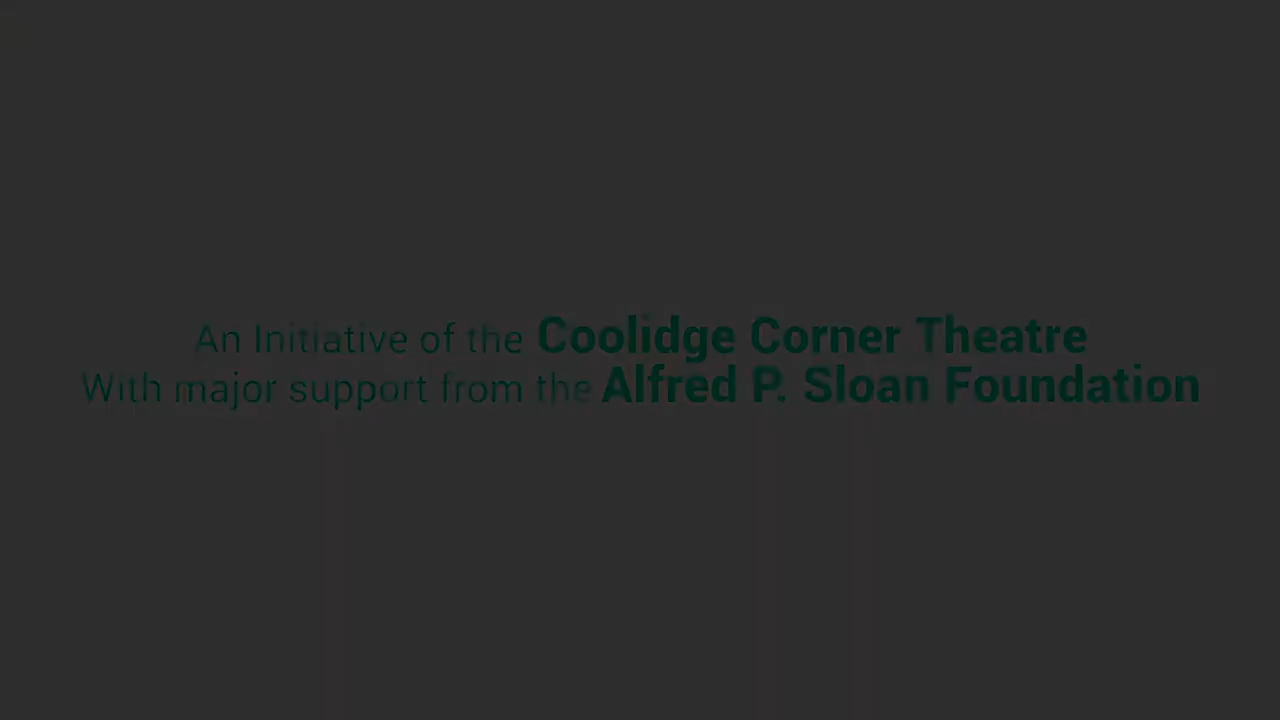 An Initiative of the Coolidge Corner Theatre
With major support from the Alfred P. Sloan Foundation